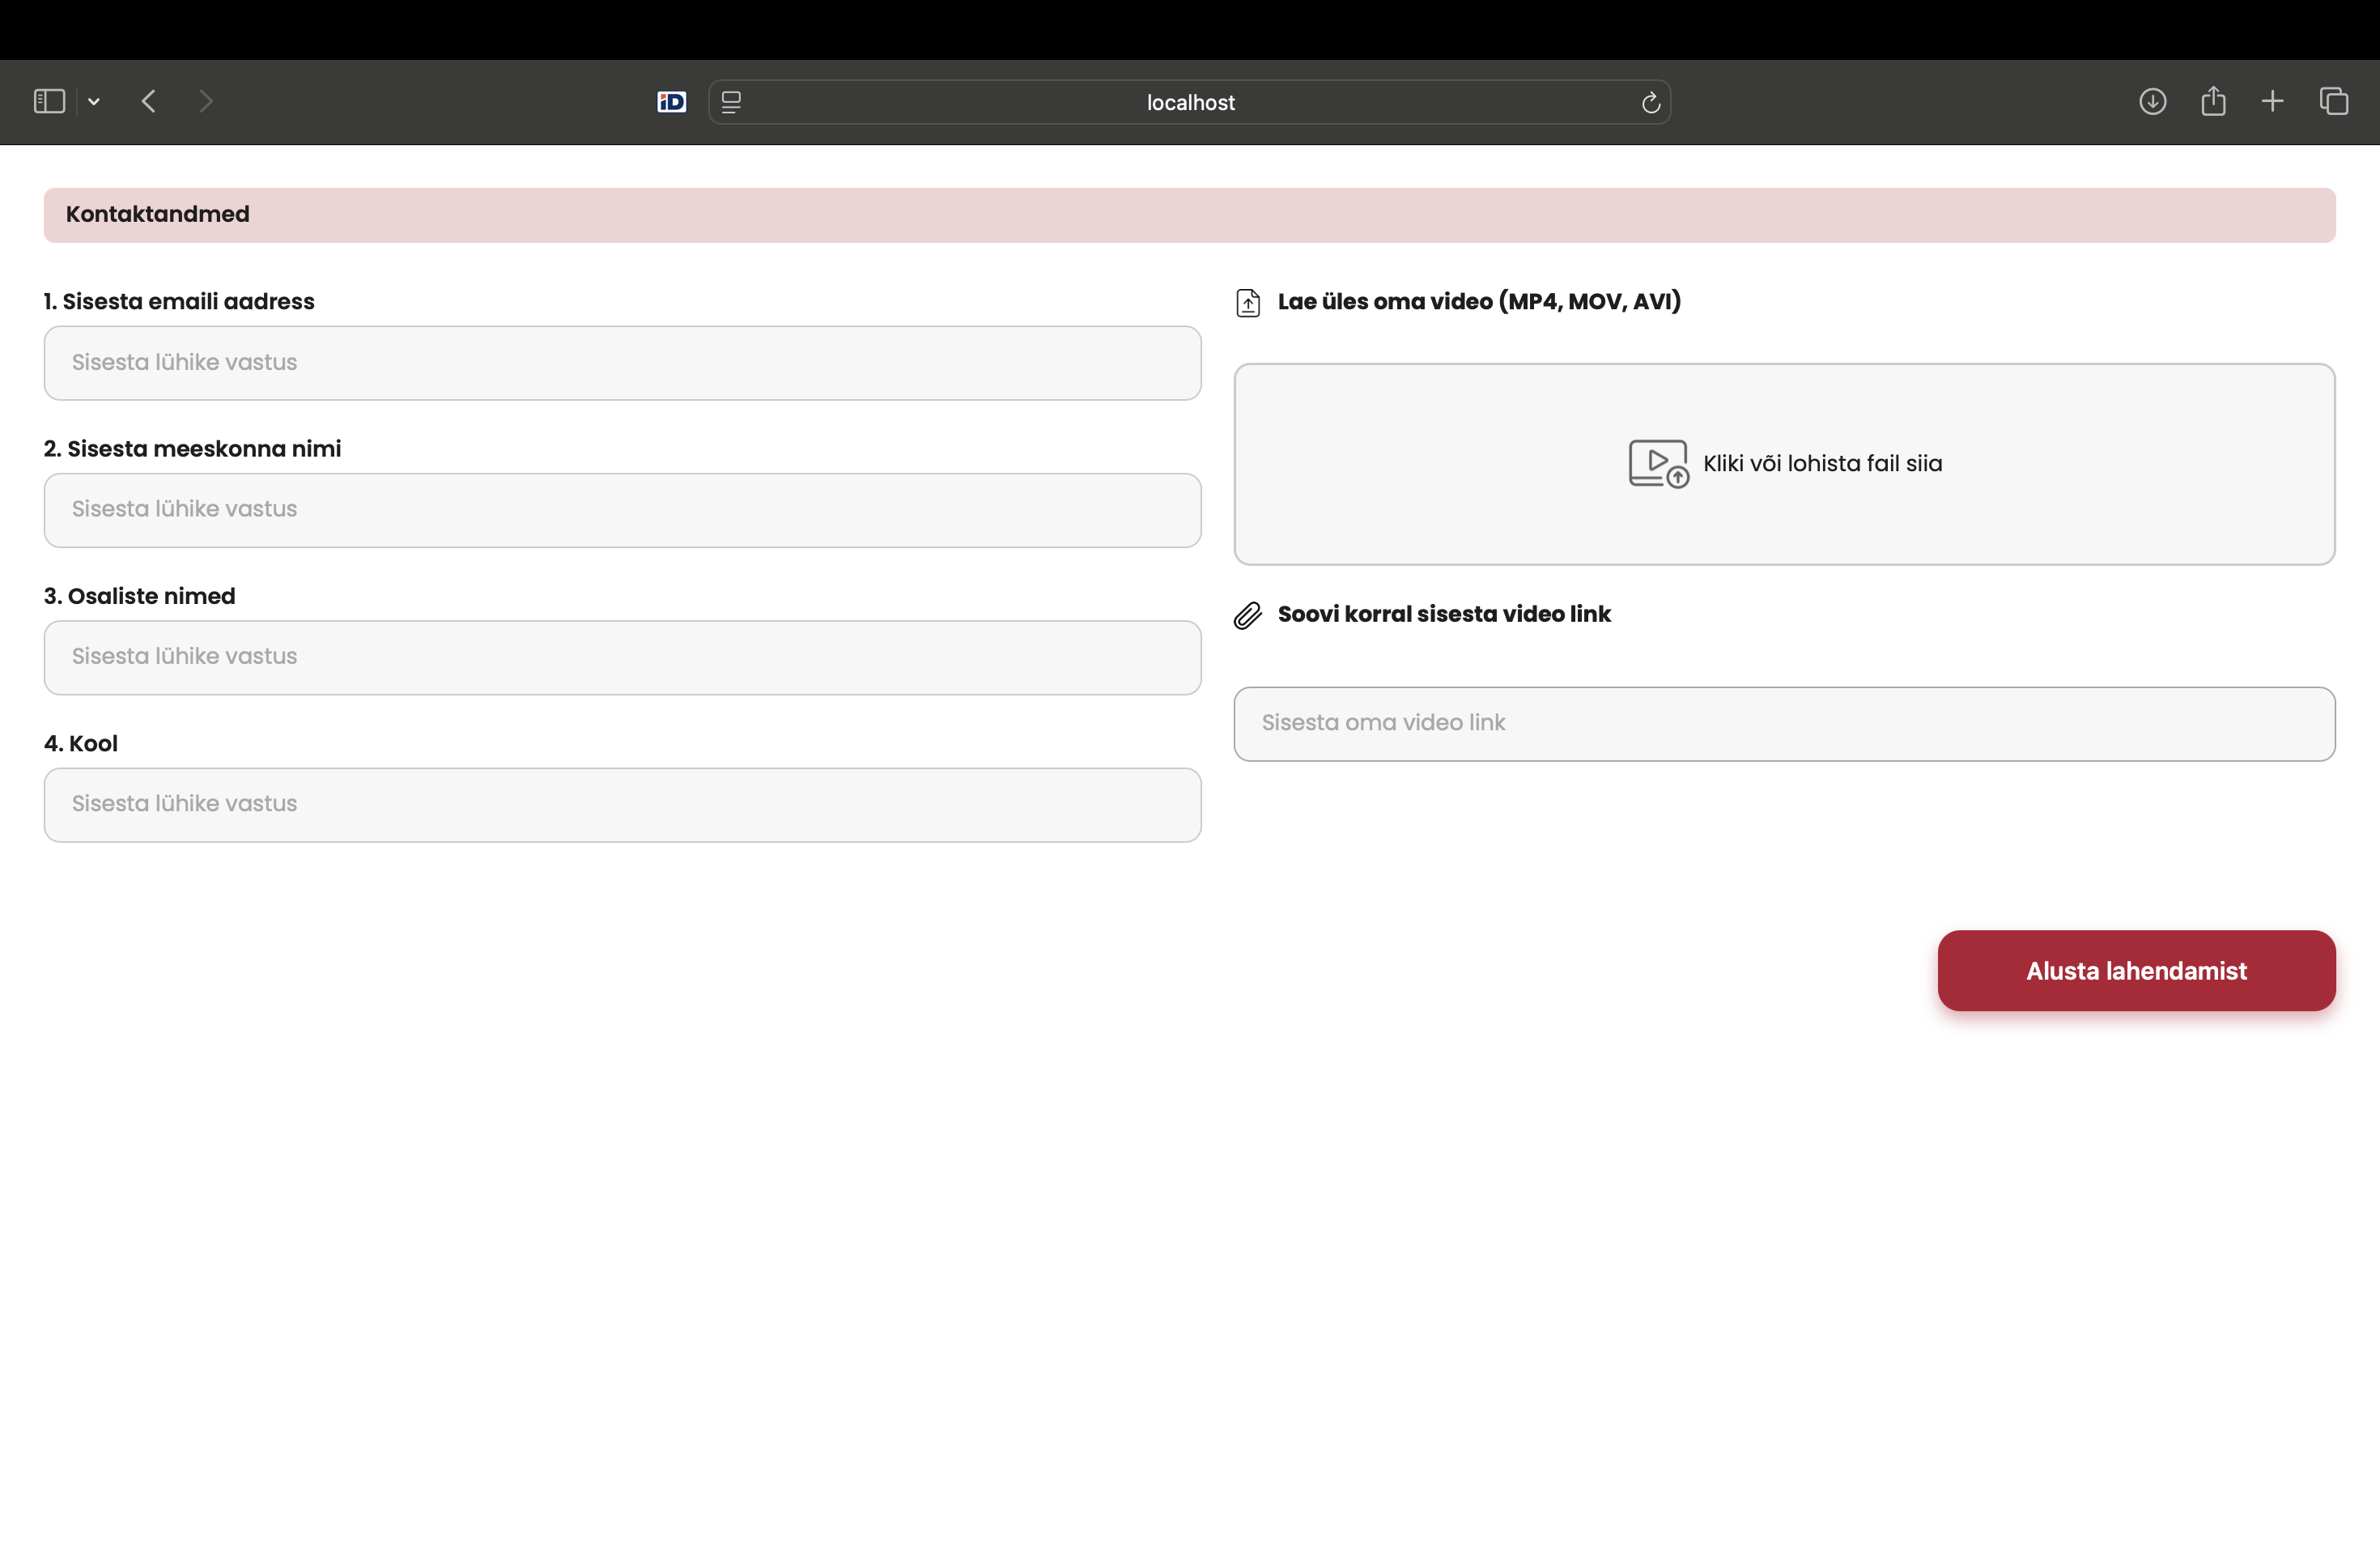 iD
localhost
Kontaktandmed
1. Sisesta emaili aadress
Sisesta lühike vastus
2. Sisesta meeskonna nimi
Sisesta lühike vastus
3. Osaliste nimed
Sisesta lühike vastus
4. Kool
Sisesta lühike vastus
Lae üles oma video (MP4, MOV, AVI)
Kliki või lohista fail siia
Soovi korral sisesta video link
Sisesta oma video link
Alusta lahendamist